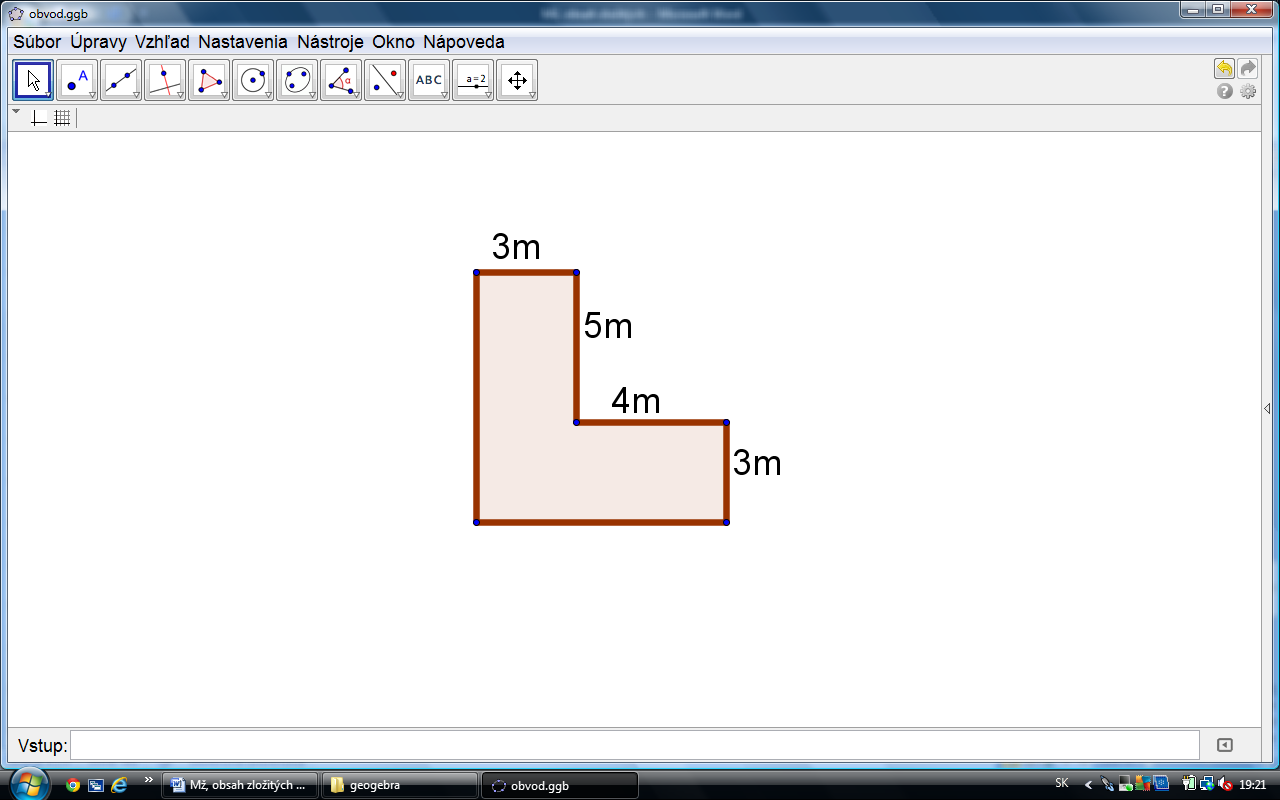 obvod.ggb
Súbor Úpravy Vzhľad Nastavenia Nástroje Okno Nápoveda
A
α
ABC
a=2
3m
5m
4m
3m
Vstup:
Mž, obsah zložitých ...
geogebra
obvod.ggb
SK
19:21